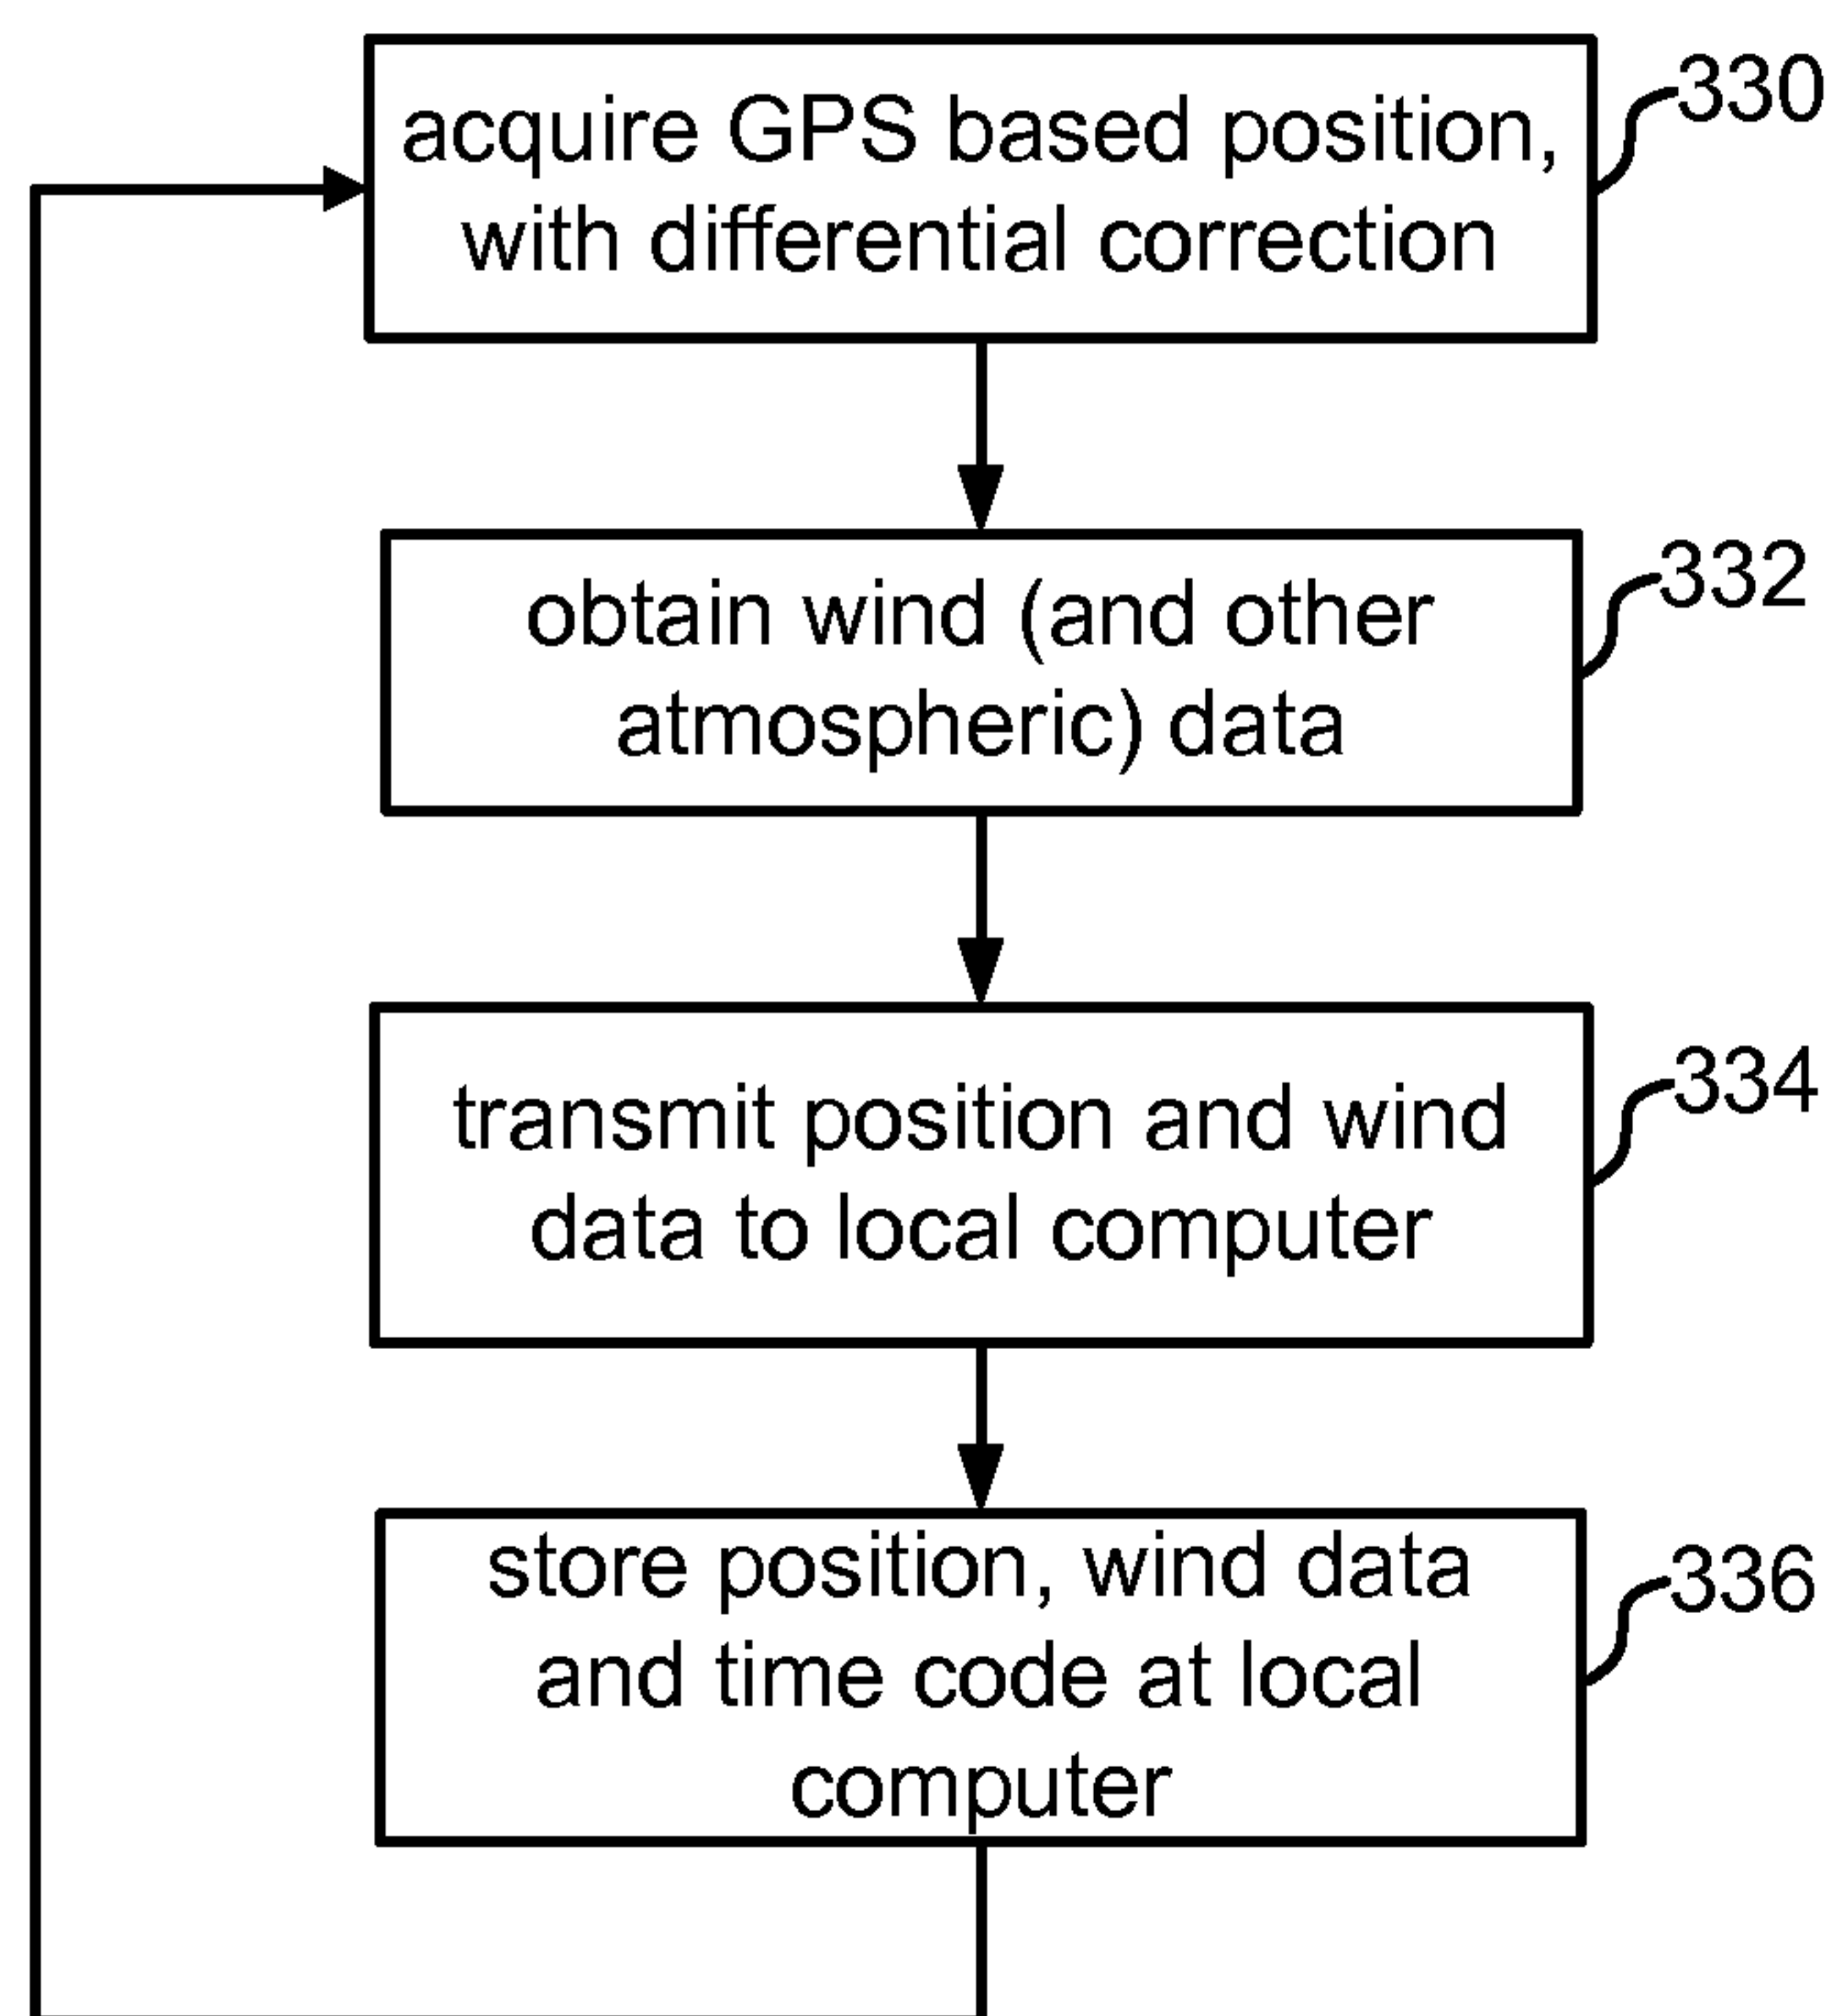 acquire GPS based position,
with differential correction
330
obtain wind (and other
atmospheric) data
332
transmit position and wind
data to local computer
334
store position, wind data
and time code at local
computer
336